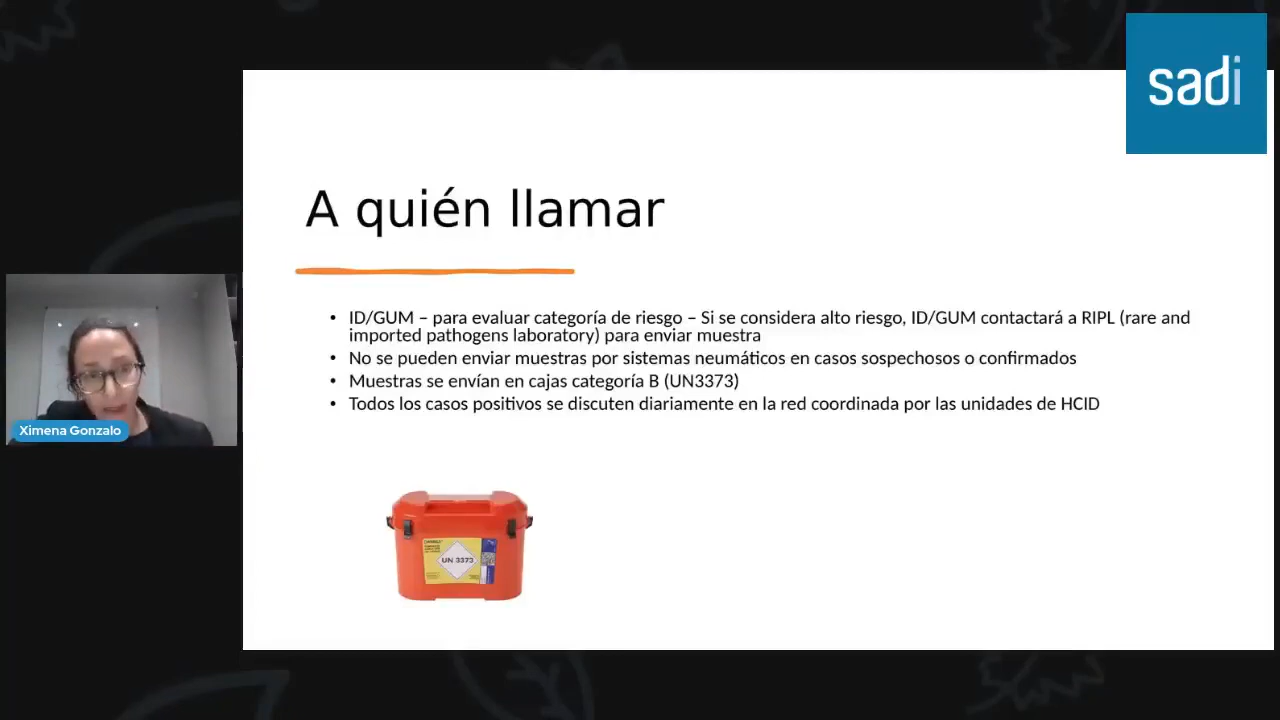 sadi
A quién llamar
• ID/GUM – para evaluar categoría de riesgo – Si se considera alto riesgo, ID/GUM contactará a RIPL (rare and
imported pathogens laboratory) para enviar muestra
• No se pueden enviar muestras por sistemas neumáticos en casos sospechosos o confirmados
• Muestras se envían en cajas categoría B (UN3373)
• Todos los casos positivos se discuten diariamente en la red coordinada por las unidades de HCID
Ximena Gonzalo
UN 3373